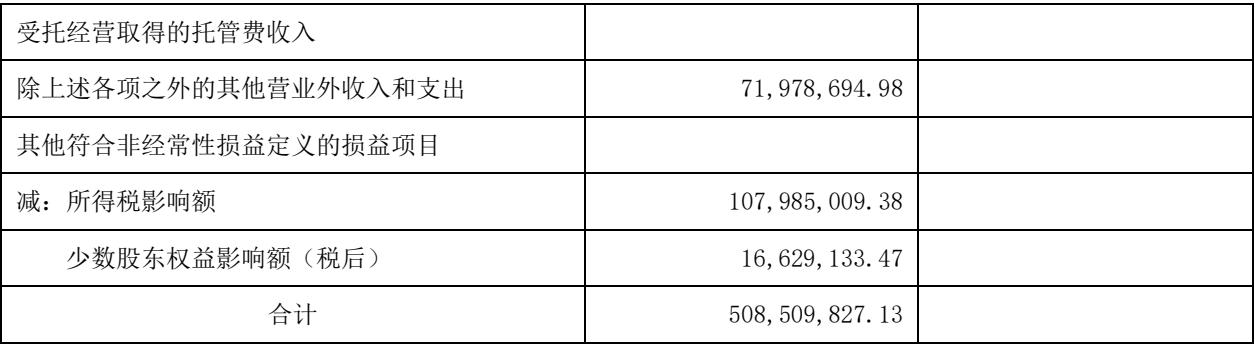 受托经营取得的托管费收入
除上述各项之外的其他营业外收入和支出 71,978,694.98
其他符合非经常性损益定义的损益项目
减：所得税影响额 107,985,009.38
少数股东权益影响额（税后） 16,629,133.47
合计 508,509,827.13